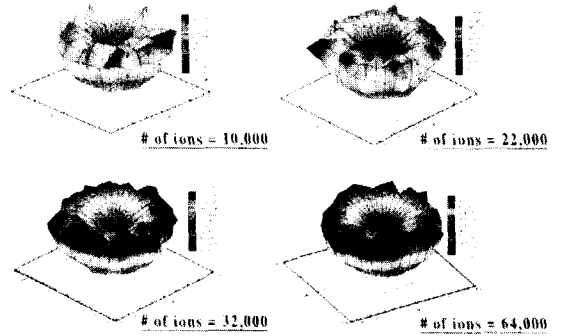 # of ions = 10,000
# of ions = 22,000
# of ions = 32,000
# of ions = 64,000